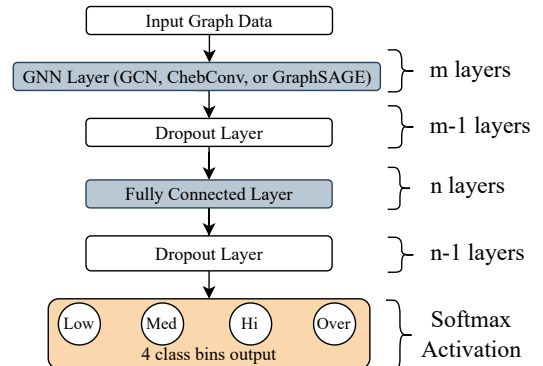 Input Graph Data
GNN Layer (GCN, ChebConv, or GraphSAGE)
m layers
Dropout Layer
m-1 layers
Fully Connected Layer
n layers
Dropout Layer
n-1 layers
Low Med Hi Over
4 class bins output
Softmax
Activation